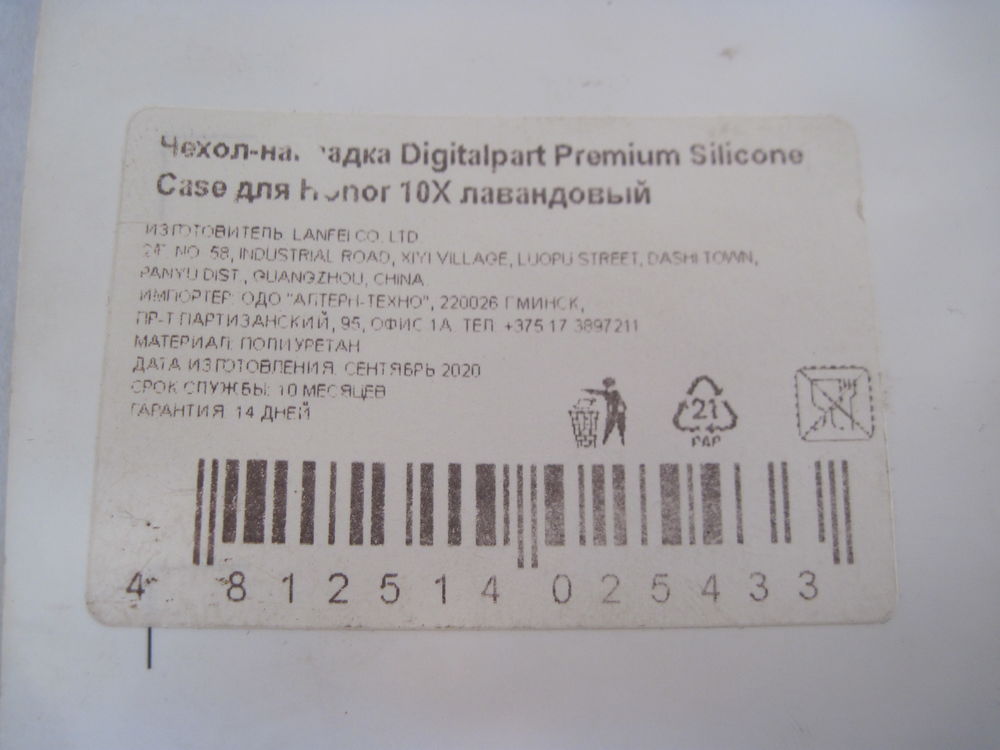 Чехол-накладка Digitalpart Premium Silicone
Case для Honor 10X лавандовый
ИЗГОТОВИТЕЛЬ: LANFEI CO. LTD
2F, NO. 58, INDUSTRIAL ROAD, XIYI VILLAGE, LUOPU STREET, DASHI TOWN,
PANYU DIST., GUANGZHOU, CHINA
ИМПОРТЕР: ОДО "АЛТЕРН-ТЕХНО", 220026 Г.МИНСК,
ПР-Т ПАРТИЗАНСКИЙ, 95, ОФИС 1А. ТЕЛ. +375 17 3897211
МАТЕРИАЛ: ПОЛИУРЕТАН
ДАТА ИЗГОТОВЛЕНИЯ: СЕНТЯБРЬ 2020
СРОК СЛУЖБЫ: 10 МЕСЯЦЕВ
ГАРАНТИЯ: 14 ДНЕЙ
21
PAP
4 812514 025433